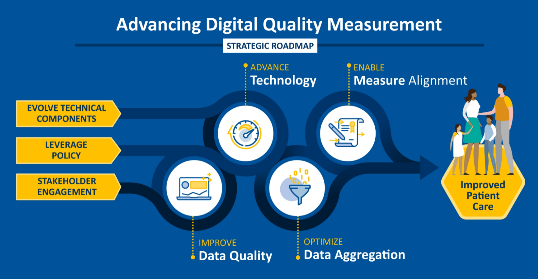 Advancing Digital Quality Measurement
STRATEGIC ROADMAP
ADVANCE
Technology
ENABLE
Measure Alignment
EVOLVE TECHNICAL
COMPONENTS
LEVERAGE
POLICY
STAKEHOLDER
ENGAGEMENT
Improved
Patient
Care
IMPROVE
Data Quality
OPTIMIZE
Data Aggregation